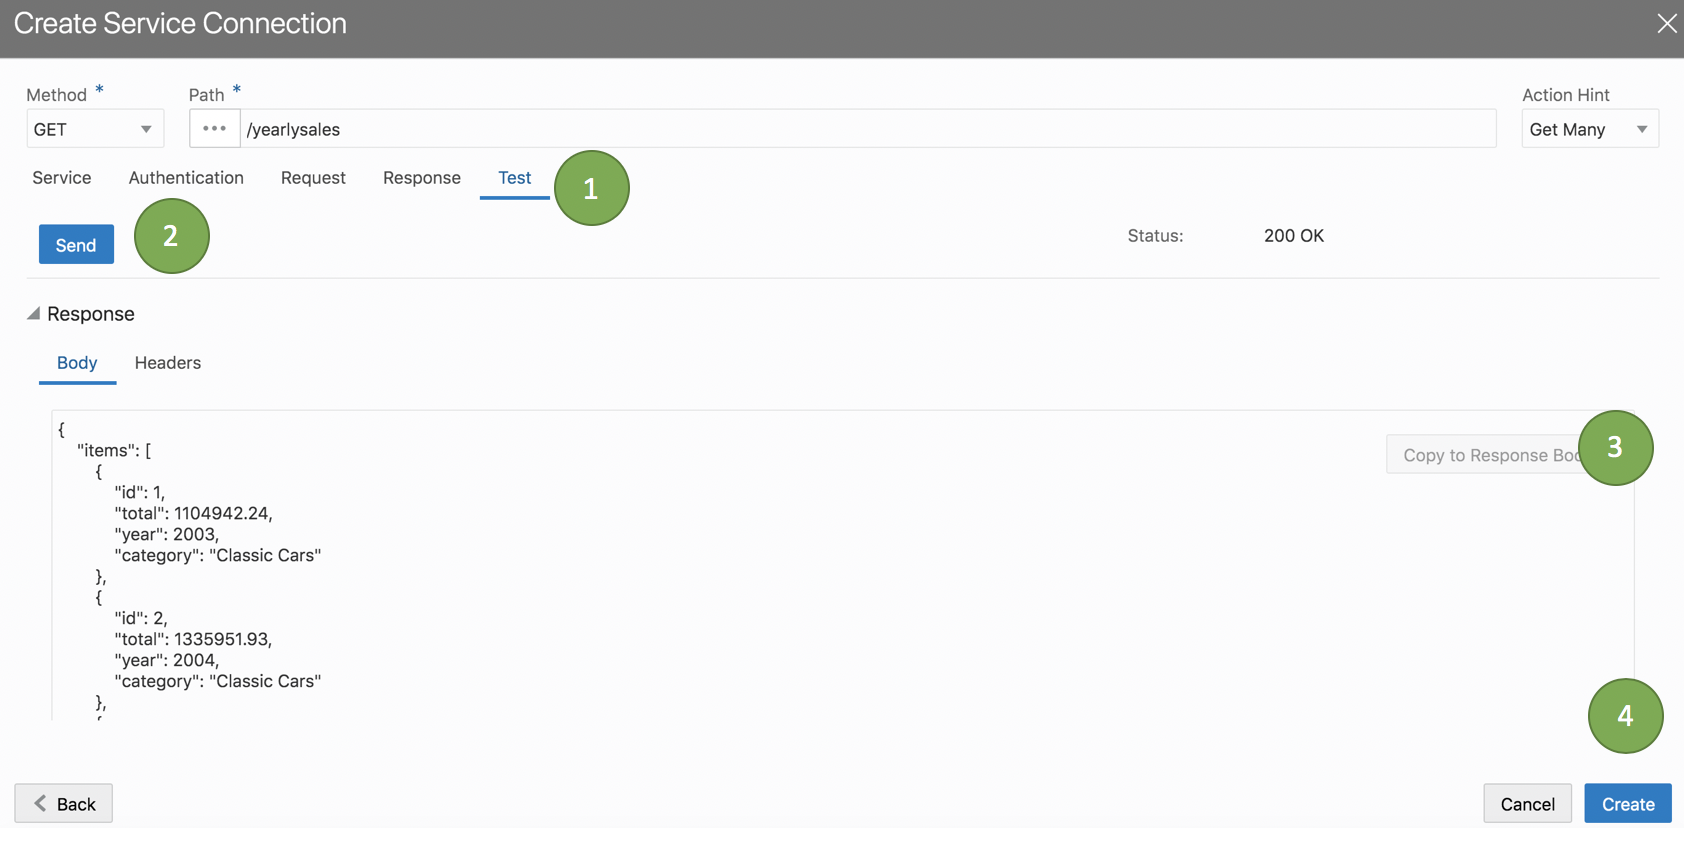 Create Service Connection
Method *
Path *
Action Hint
GET
••• /yearlysales
Get Many
Service Authentication Request Response Test
1
Send
2
Status: 200 OK
Response
Body Headers
{
"items": [
{
"id": 1,
"total": 1104942.24,
"year": 2003,
"category": "Classic Cars"
},
{
"id": 2,
"total": 1335951.93,
"year": 2004,
"category": "Classic Cars"
},
Copy to Response
3
4
Back
Cancel
Create